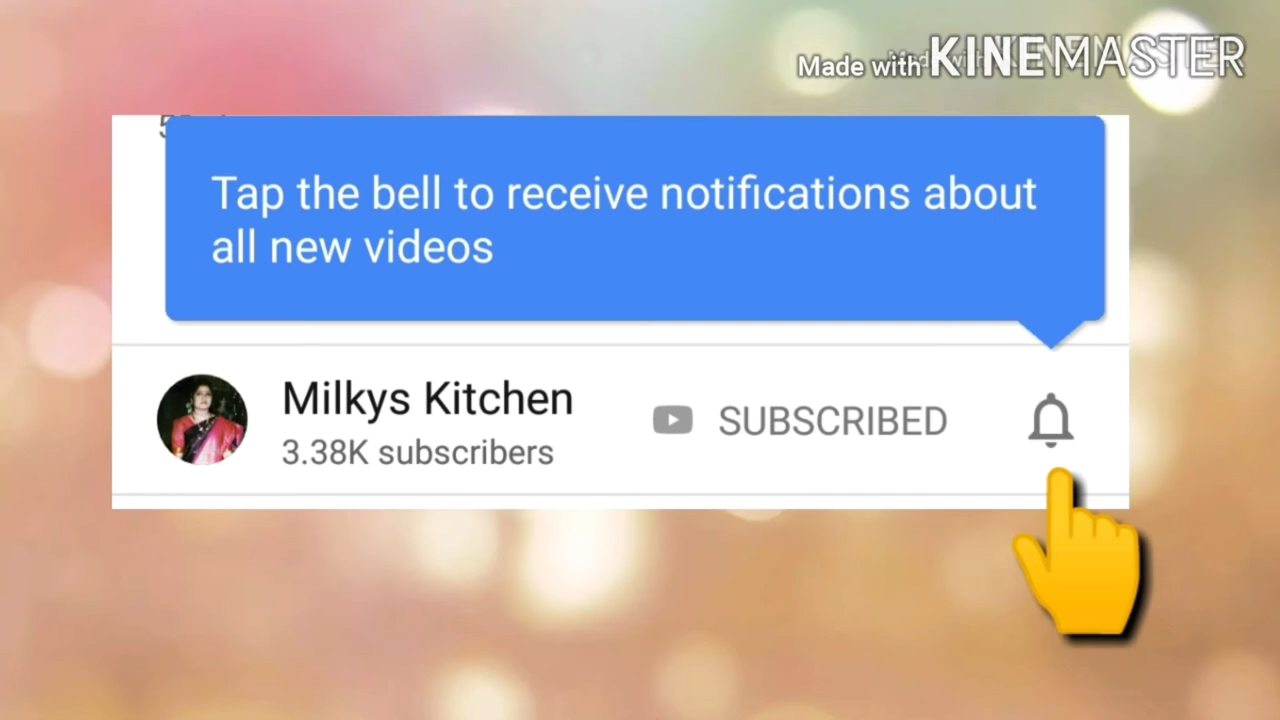 Made with KINEMASTER
Tap the bell to receive notifications about
all new videos
Milkys Kitchen
3.38K subscribers
SUBSCRIBED